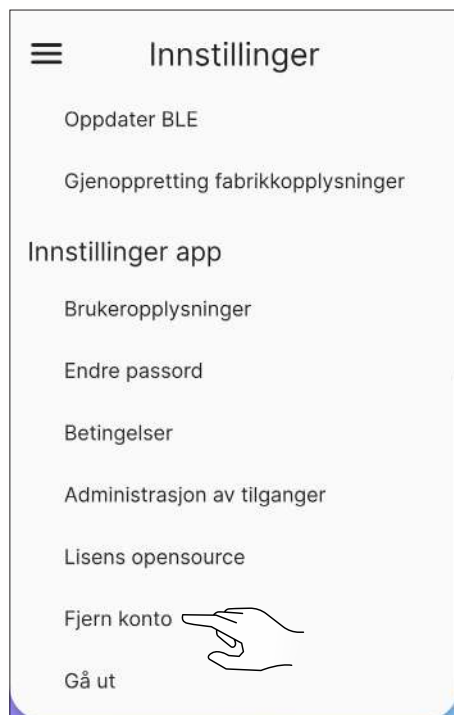 Innstillinger
Oppdater BLE
Gjenoppretting fabrikkopplysninger
Innstillinger app
Brukeropplysninger
Endre passord
Betingelser
Administrasjon av tilganger
Lisens opensource
Fjern konto
Gå ut